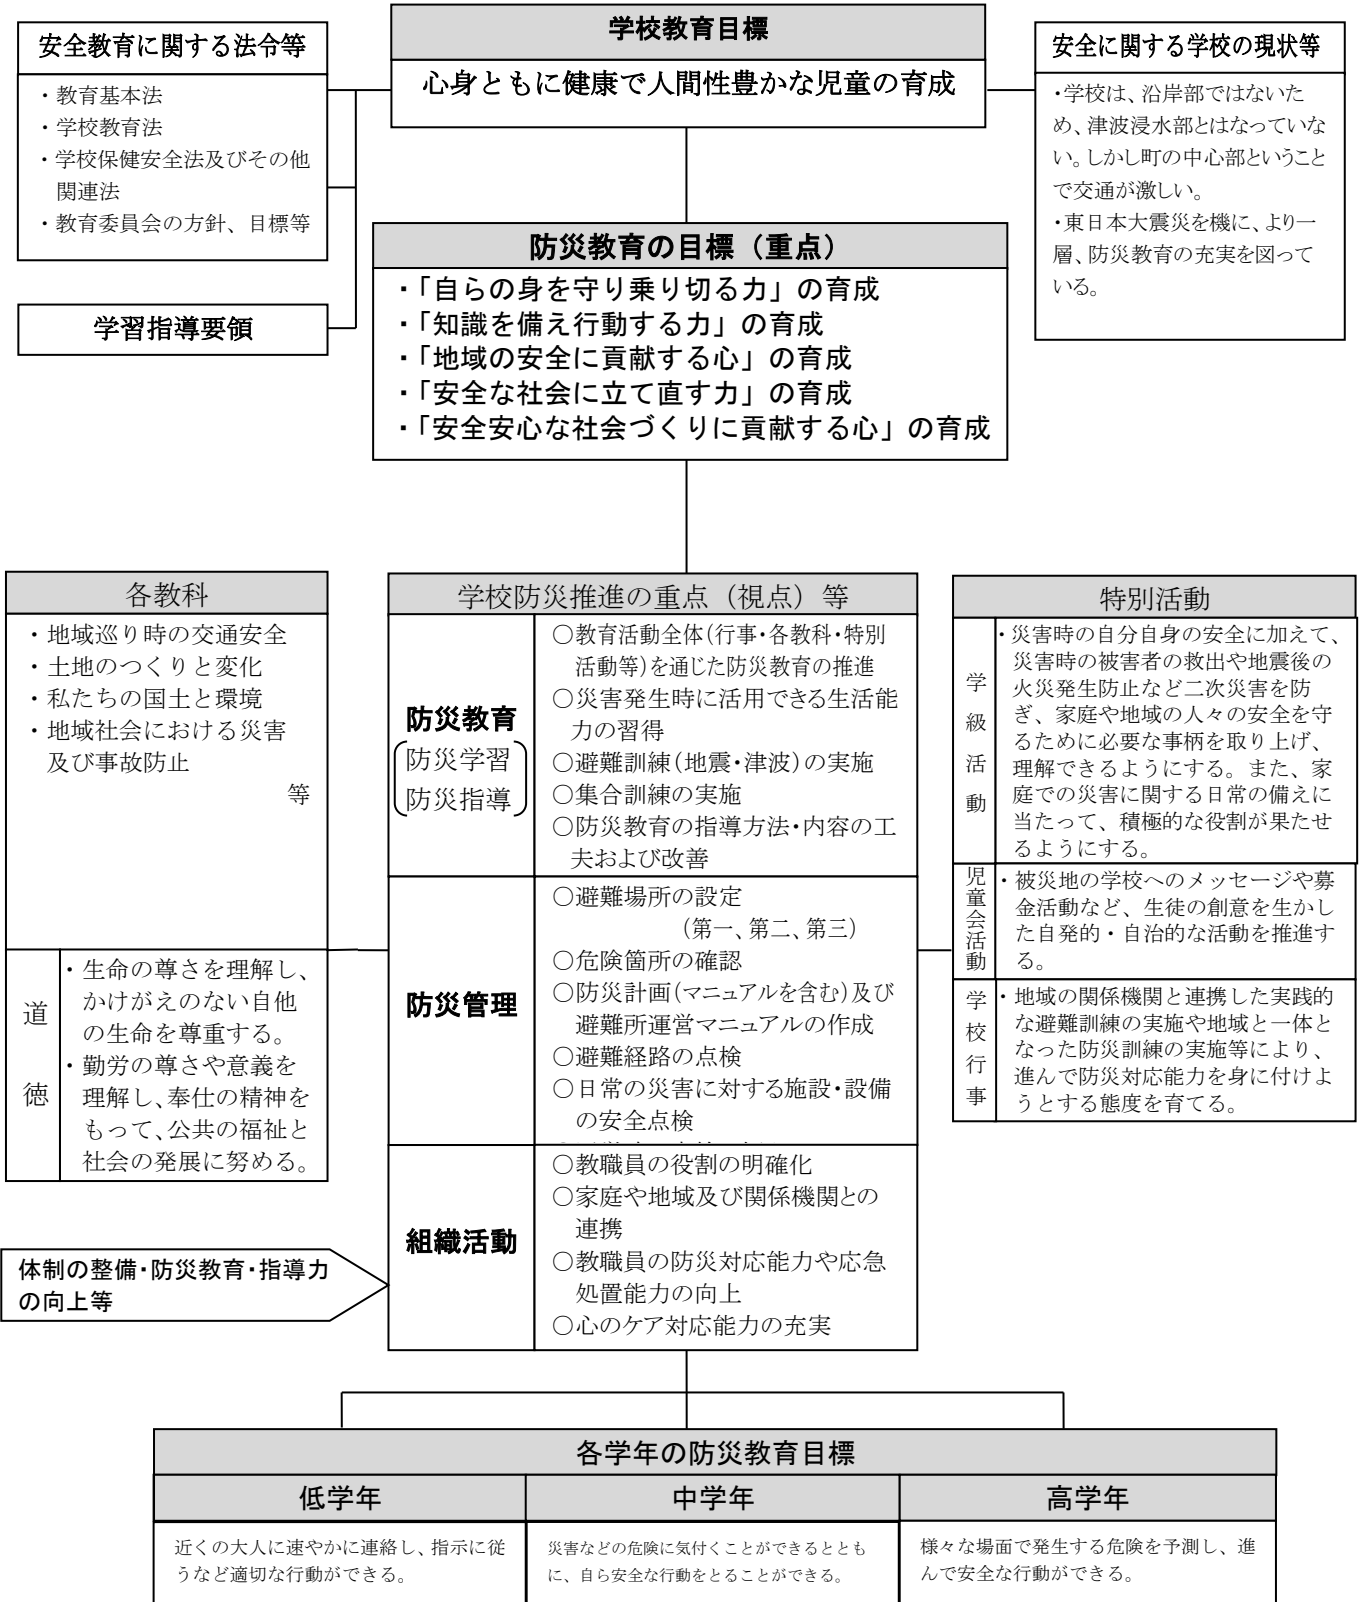 学校教育目標
心身ともに健康で人間性豊かな児童の育成
安全教育に関する法令等
・教育基本法
・学校教育法
・学校保健安全法及びその他
関連法
・教育委員会の方針、目標等
学習指導要領
安全に関する学校の現状等
・学校は、沿岸部ではないた
め、津波浸水部とはなっていな
い。しかし町の中心部ということ
で交通が激しい。
・東日本大震災を機に、より一
層、防災教育の充実を図って
いる。
防災教育の目標（重点）
・「自らの身を守り乗り切る力」の育成
・「知識を備え行動する力」の育成
・「地域の安全に貢献する心」の育成
・「安全な社会に立て直す力」の育成
・「安全安心な社会づくりに貢献する心」の育成
各教科
・地域巡り時の交通安全
・土地のつくりと変化
・私たちの国土と環境
・地域社会における災害
及び事故防止
等
道徳
・生命の尊さを理解し、
かけがえのない自他
の生命を尊重する。
・勤労の尊さや意義を
理解し、奉仕の精神を
もって、公共の福祉と
社会の発展に努める。
学校防災推進の重点（視点）等
防災教育
防災学習
防災指導
○教育活動全体（行事・各教科・特別
活動等）を通じた防災教育の推進
○災害発生時に活用できる生活能
力の習得
○避難訓練（地震・津波）の実施
○集合訓練の実施
○防災教育の指導方法・内容の工
夫および改善
防災管理
○避難場所の設定
（第一、第二、第三）
○危険箇所の確認
○防災計画（マニュアルを含む）及び
避難所運営マニュアルの作成
○避難経路の点検
○日常の災害に対する施設・設備
の安全点検
組織活動
○教職員の役割の明確化
○家庭や地域及び関係機関との
連携
○教職員の防災対応能力や応急
処置能力の向上
○心のケア対応能力の充実
特別活動
学級活動
・災害時の自分自身の安全に加えて、
災害時の被害者の救出や地震後の
火災発生防止など二次災害を防
ぎ、家庭や地域の人々の安全を守
るために必要な事柄を取り上げ、
理解できるようにする。また、家
庭での災害に関する日常の備えに
当たって、積極的な役割が果たせ
るようにする。
児童会活動
・被災地の学校へのメッセージや募
金活動など、生徒の創意を生かし
た自発的・自治的な活動を推進す
る。
学校行事
・地域の関係機関と連携した実践的
な避難訓練の実施や地域と一体と
なった防災訓練の実施等により、
進んで防災対応能力を身に付けよ
うとする態度を育てる。
体制の整備・防災教育・指導力
の向上等
各学年の防災教育目標
低学年
中学年
高学年
近くの大人に速やかに連絡し、指示に従
うなど適切な行動ができる。
災害などの危険に気付くことができるととも
に、自ら安全な行動をとることができる。
様々な場面で発生する危険を予測し、進
んで安全な行動ができる。